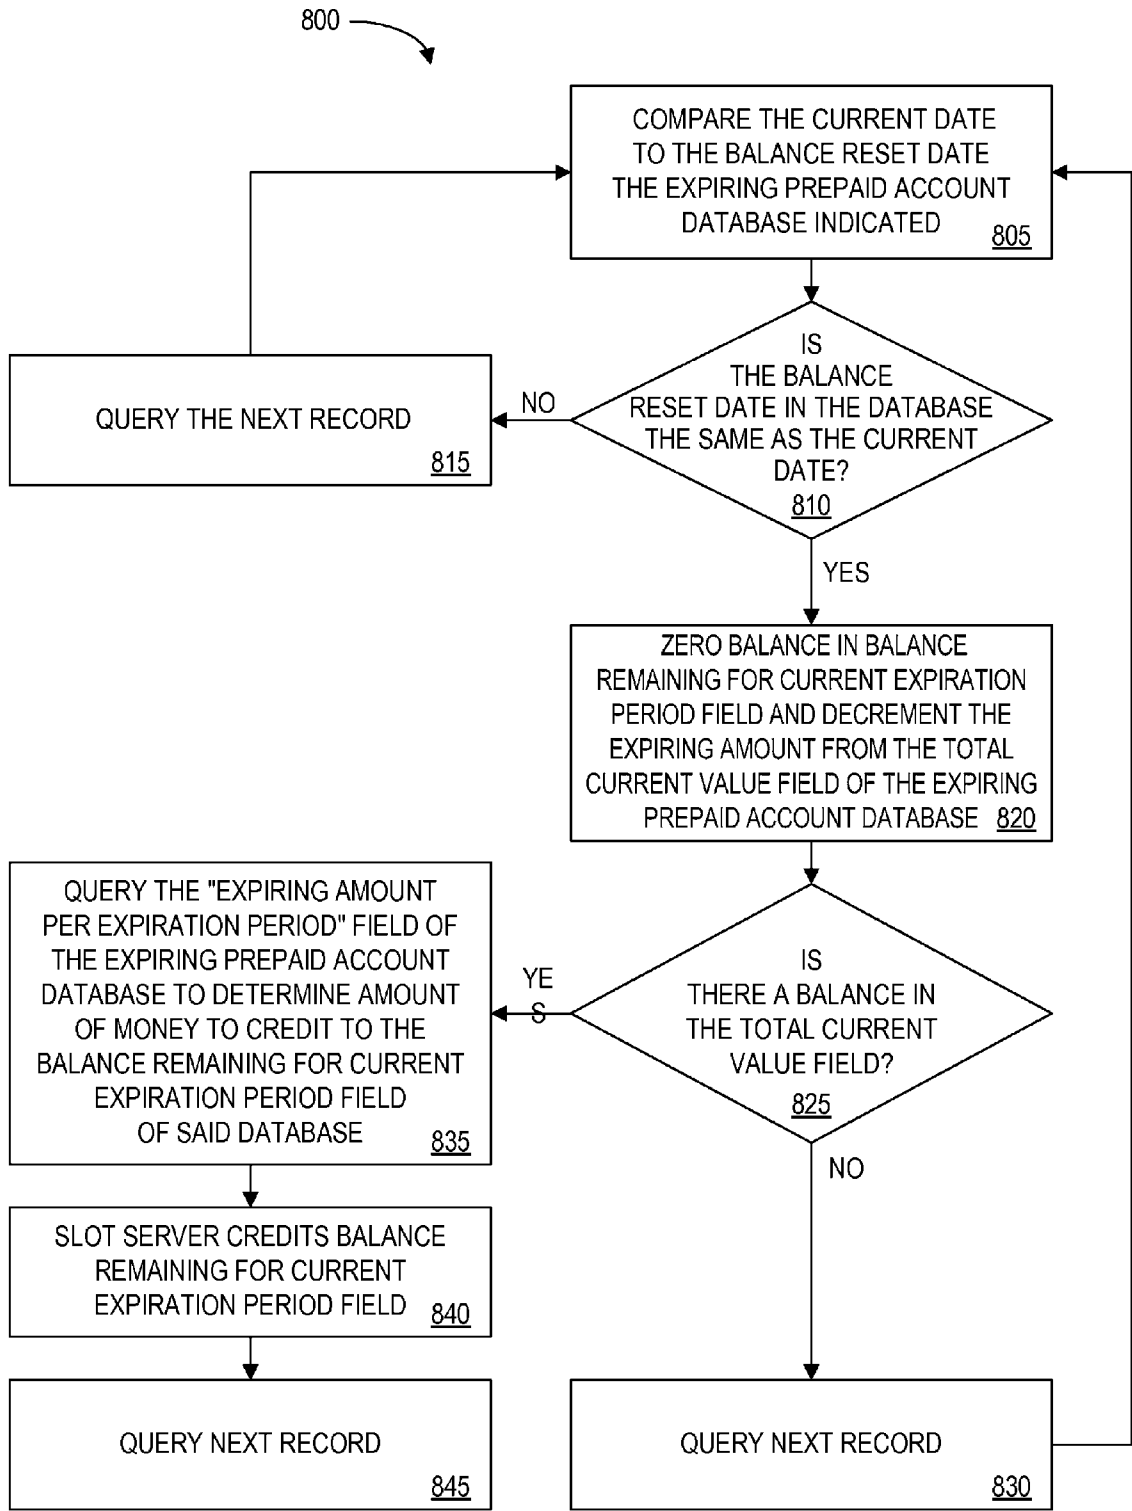 800
COMPARE THE CURRENT DATE
TO THE BALANCE RESET DATE
THE EXPIRING PREPAID ACCOUNT
DATABASE INDICATED
805
IS
THE BALANCE
RESET DATE IN THE DATABASE
THE SAME AS THE CURRENT
DATE?
810
NO
QUERY THE NEXT RECORD
815
YES
ZERO BALANCE IN BALANCE
REMAINING FOR CURRENT EXPIRATION
PERIOD FIELD AND DECREMENT THE
EXPIRING AMOUNT FROM THE TOTAL
CURRENT VALUE FIELD OF THE EXPIRING
PREPAID ACCOUNT DATABASE 820
IS
THERE A BALANCE IN
THE TOTAL CURRENT
VALUE FIELD?
825
YE
S
QUERY THE "EXPIRING AMOUNT
PER EXPIRATION PERIOD" FIELD OF
THE EXPIRING PREPAID ACCOUNT
DATABASE TO DETERMINE AMOUNT
OF MONEY TO CREDIT TO THE
BALANCE REMAINING FOR CURRENT
EXPIRATION PERIOD FIELD
OF SAID DATABASE 835
SLOT SERVER CREDITS BALANCE
REMAINING FOR CURRENT
EXPIRATION PERIOD FIELD 840
QUERY NEXT RECORD
845
NO
QUERY NEXT RECORD
830